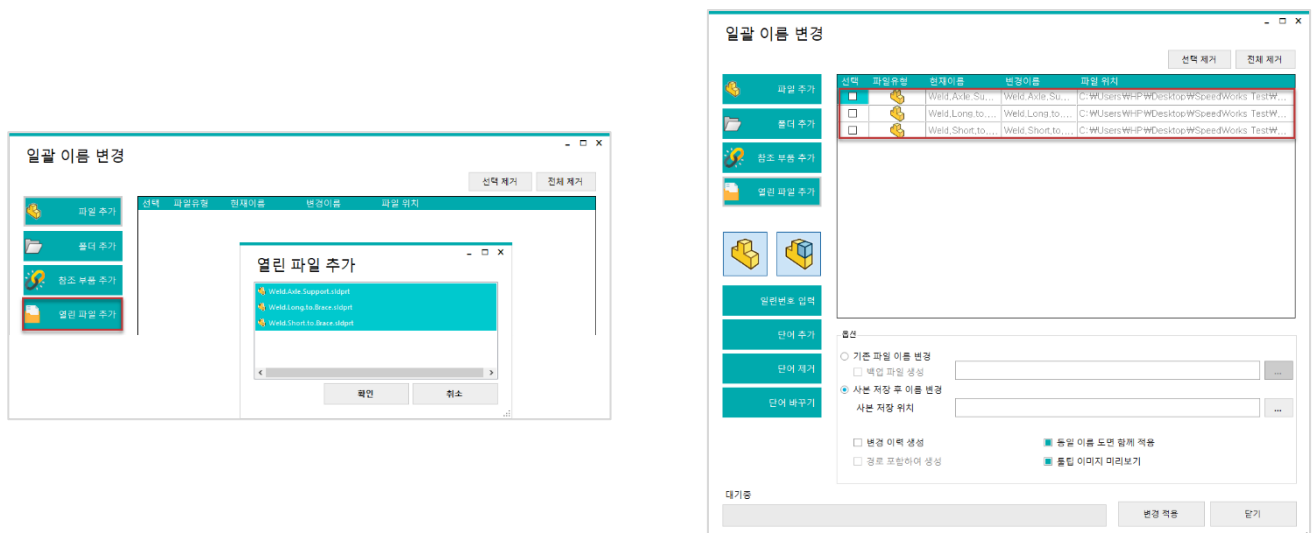 일괄 이름 변경
선택 제거 전체 제거
파일 추가
폴더 추가
참조 부품 추가
열린 파일 추가
선택 파일유형 현재이름 변경이름 파일 위치
열린 파일 추가
Weld.Axle.Support.sldprt
Weld.Long.to.Brace.sldprt
Weld.Short.to.Brace.sldprt
확인 취소
일괄 이름 변경
선택 제거 전체 제거
파일 추가
폴더 추가
참조 부품 추가
열린 파일 추가
선택 파일유형 현재이름 변경이름 파일 위치
Weld.Axle.Su... Weld.Axle.Su... C:₩Users₩HP₩Desktop₩SpeedWorks Test₩...
Weld.Long.to.... Weld.Long.to.... C:₩Users₩HP₩Desktop₩SpeedWorks Test₩...
Weld.Short.to.... Weld.Short.to.... C:₩Users₩HP₩Desktop₩SpeedWorks Test₩...
일련번호 입력
단어 추가
단어 제거
단어 바꾸기
옵션
기존 파일 이름 변경
백업 파일 생성 ...
사본 저장 후 이름 변경
사본 저장 위치 ...
변경 이력 생성 동일 이름 도면 함께 적용
경로 포함하여 생성 툴팁 이미지 미리보기
대기중
변경 적용 닫기